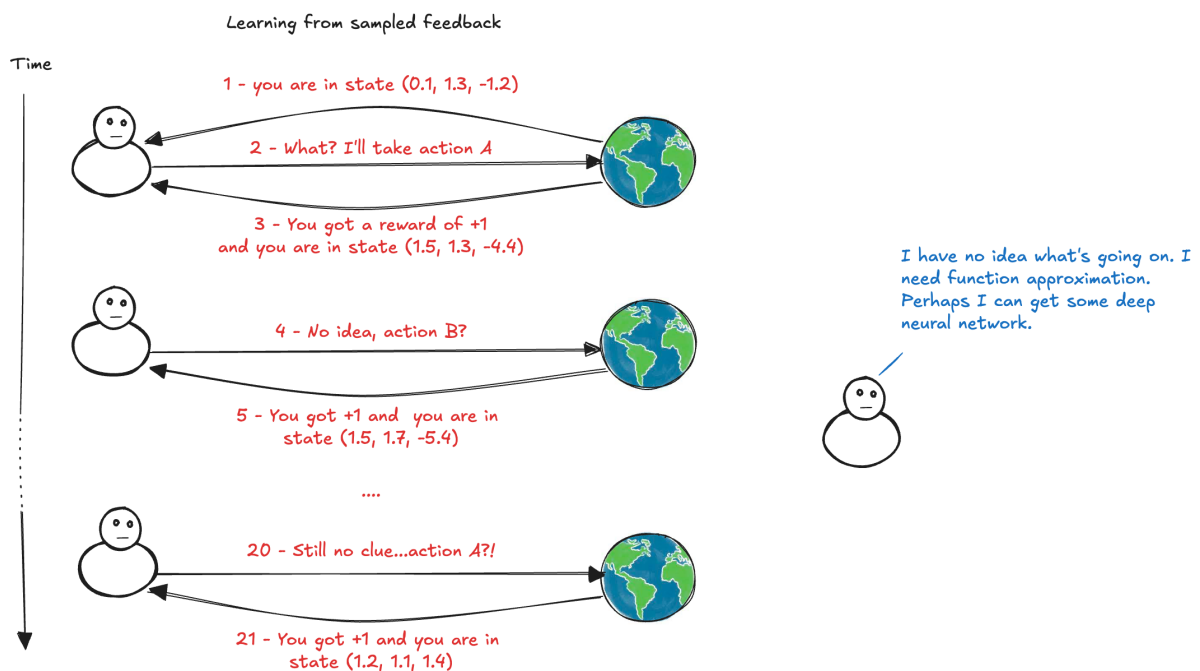 Learning from sampled feedback
Time
1 - you are in state (0.1, 1.3, -1.2)
2 - What? I'll take action A
3 - You got a reward of +1
and you are in state (1.5, 1.3, -4.4)
I have no idea what's going on. I
need function approximation.
Perhaps I can get some deep
neural network.
4 - No idea, action B?
5 - You got +1 and you are in
state (1.5, 1.7, -5.4)
....
20 - Still no clue...action A?!
21 - You got +1 and you are in
state (1.2, 1.1, 1.4)